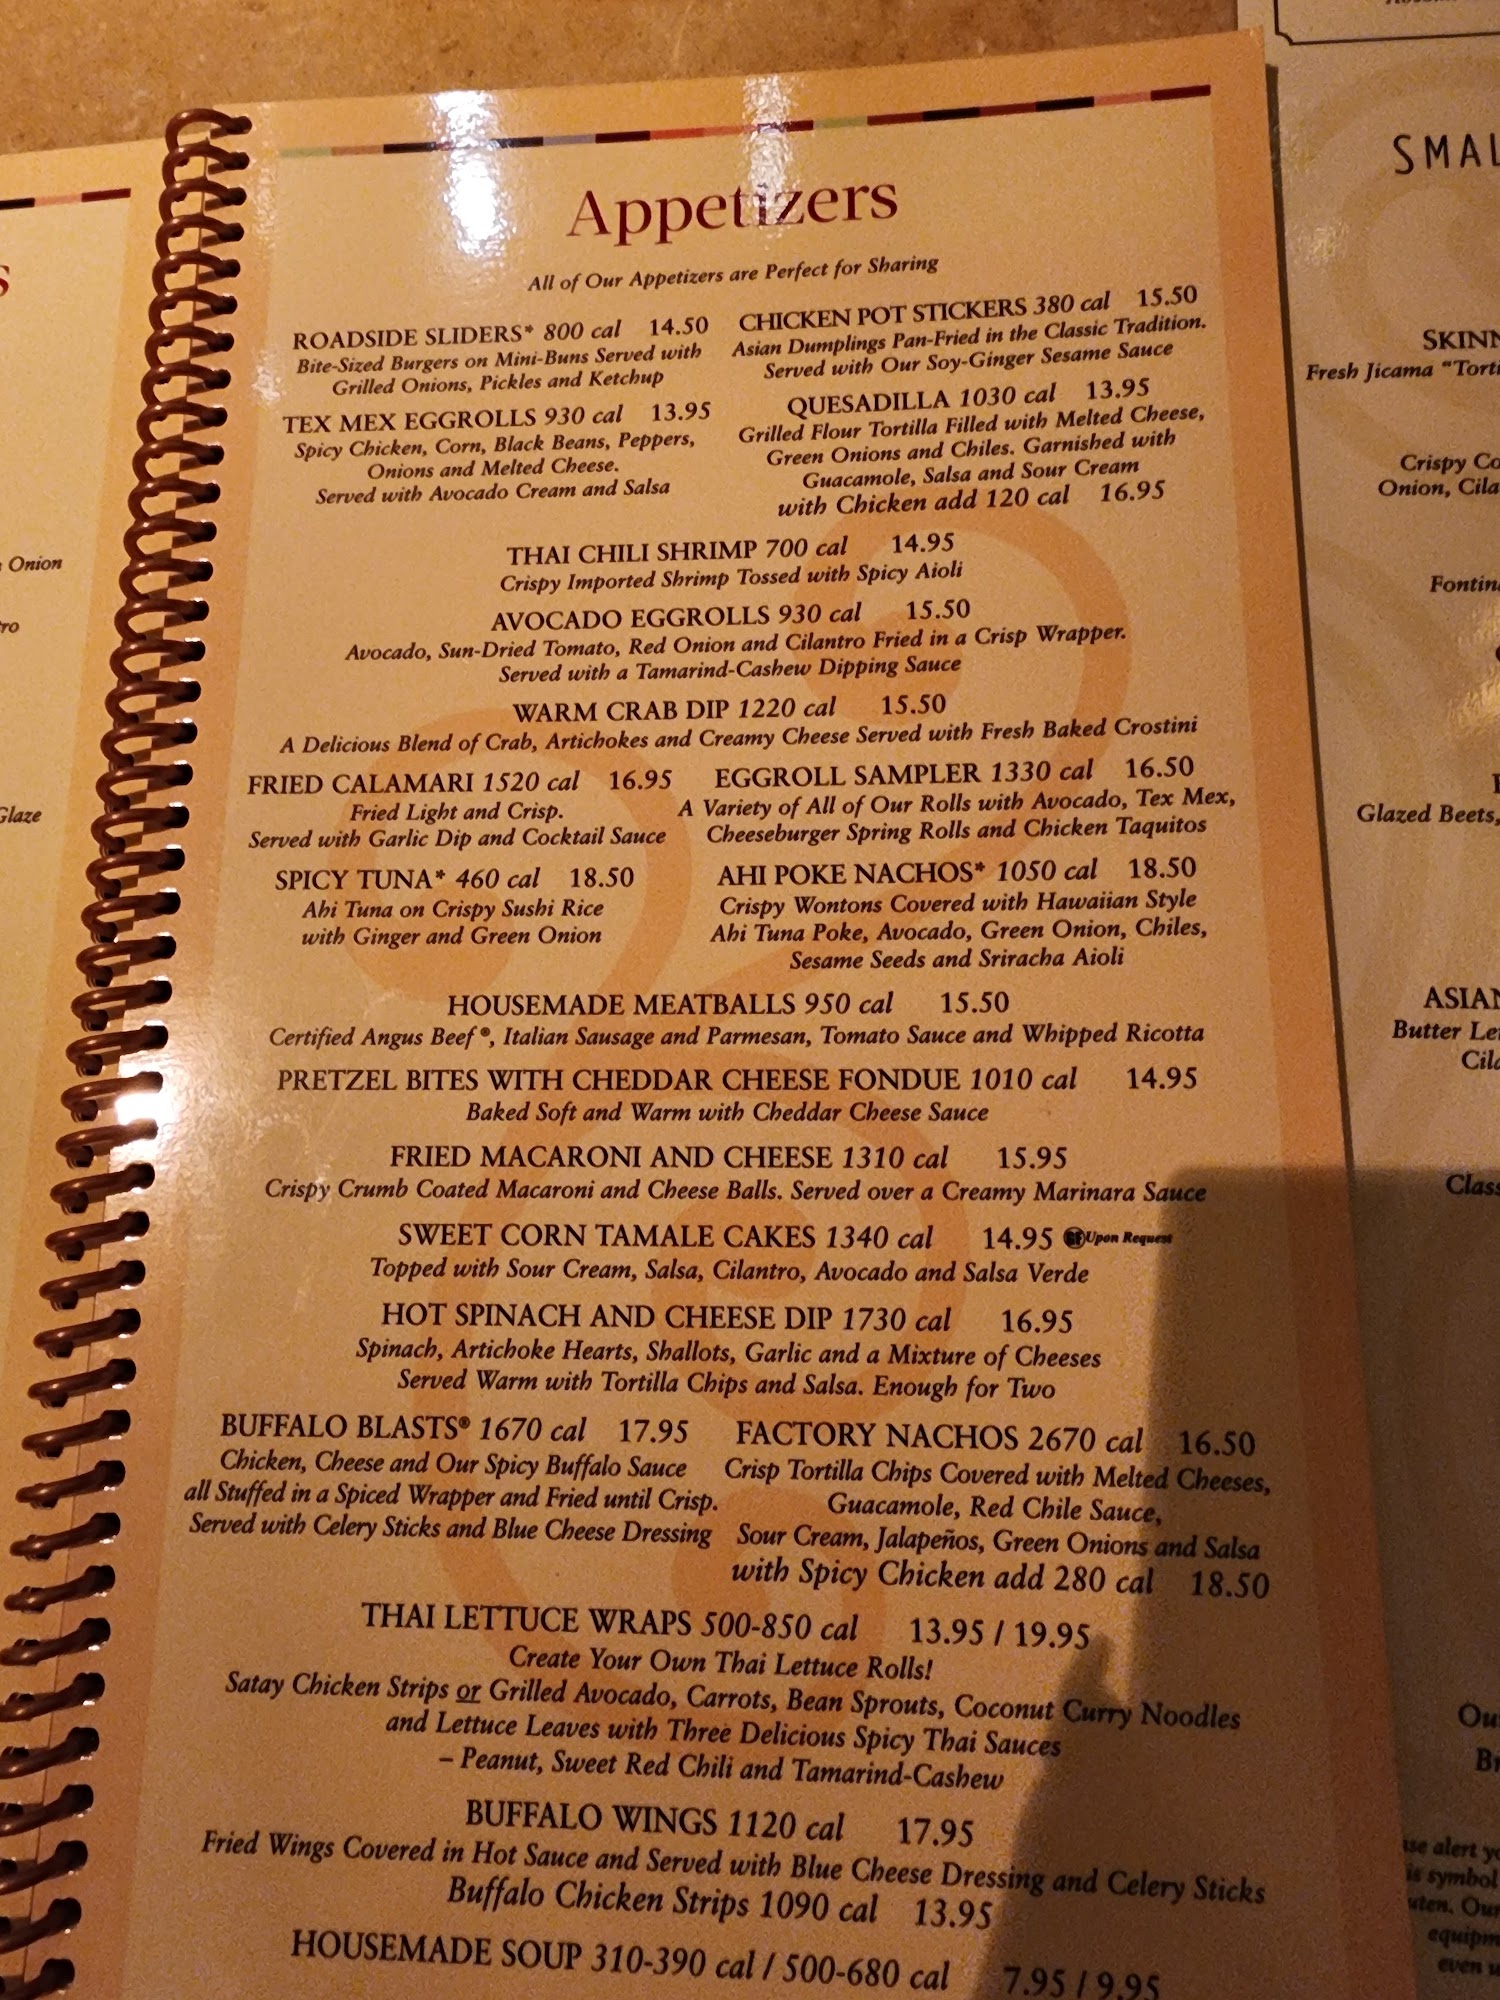 Appetizers
All of Our Appetizers are Perfect for Sharing
ROADSIDE SLIDERS* 800 cal 14.50
Bite-Sized Burgers on Mini-Buns Served with
Grilled Onions, Pickles and Ketchup
CHICKEN POT STICKERS 380 cal 15.50
Asian Dumplings Pan-Fried in the Classic Tradition.
Served with Our Soy-Ginger Sesame Sauce
TEX MEX EGGROLLS 930 cal 13.95
Spicy Chicken, Corn, Black Beans, Peppers,
Onions and Melted Cheese.
Served with Avocado Cream and Salsa
QUESADILLA 1030 cal 13.95
Grilled Flour Tortilla Filled with Melted Cheese,
Green Onions and Chiles. Garnished with
Guacamole, Salsa and Sour Cream
with Chicken add 120 cal 16.95
THAI CHILI SHRIMP 700 cal 14.95
Crispy Imported Shrimp Tossed with Spicy Aioli
AVOCADO EGGROLLS 930 cal 15.50
Avocado, Sun-Dried Tomato, Red Onion and Cilantro Fried in a Crisp Wrapper.
Served with a Tamarind-Cashew Dipping Sauce
WARM CRAB DIP 1220 cal 15.50
A Delicious Blend of Crab, Artichokes and Creamy Cheese Served with Fresh Baked Crostini
FRIED CALAMARI 1520 cal 16.95
Fried Light and Crisp.
Served with Garlic Dip and Cocktail Sauce
EGGROLL SAMPLER 1330 cal 16.50
A Variety of All of Our Rolls with Avocado, Tex Mex,
Cheeseburger Spring Rolls and Chicken Taquitos
SPICY TUNA* 460 cal 18.50
Ahi Tuna on Crispy Sushi Rice
with Ginger and Green Onion
AHI POKE NACHOS* 1050 cal 18.50
Crispy Wontons Covered with Hawaiian Style
Ahi Tuna Poke, Avocado, Green Onion, Chiles,
Sesame Seeds and Sriracha Aioli
HOUSEMADE MEATBALLS 950 cal 15.50
Certified Angus Beef®, Italian Sausage and Parmesan, Tomato Sauce and Whipped Ricotta
PRETZEL BITES WITH CHEDDAR CHEESE FONDUE 1010 cal 14.95
Baked Soft and Warm with Cheddar Cheese Sauce
FRIED MACARONI AND CHEESE 1310 cal 15.95
Crispy Crumb Coated Macaroni and Cheese Balls. Served over a Creamy Marinara Sauce
SWEET CORN TAMALE CAKES 1340 cal 14.95 GF Upon Request
Topped with Sour Cream, Salsa, Cilantro, Avocado and Salsa Verde
HOT SPINACH AND CHEESE DIP 1730 cal 16.95
Spinach, Artichoke Hearts, Shallots, Garlic and a Mixture of Cheeses
Served Warm with Tortilla Chips and Salsa. Enough for Two
BUFFALO BLASTS® 1670 cal 17.95
Chicken, Cheese and Our Spicy Buffalo Sauce
all Stuffed in a Spiced Wrapper and Fried until Crisp.
Served with Celery Sticks and Blue Cheese Dressing
FACTORY NACHOS 2670 cal 16.50
Crisp Tortilla Chips Covered with Melted Cheeses,
Guacamole, Red Chile Sauce,
Sour Cream, Jalapeños, Green Onions and Salsa
with Spicy Chicken add 280 cal 18.50
THAI LETTUCE WRAPS 500-850 cal 13.95 / 19.95
Create Your Own Thai Lettuce Rolls!
Satay Chicken Strips or Grilled Avocado, Carrots, Bean Sprouts, Coconut Curry Noodles
and Lettuce Leaves with Three Delicious Spicy Thai Sauces
– Peanut, Sweet Red Chili and Tamarind-Cashew
BUFFALO WINGS 1120 cal 17.95
Fried Wings Covered in Hot Sauce and Served with Blue Cheese Dressing and Celery Sticks
Buffalo Chicken Strips 1090 cal 13.95
HOUSEMADE SOUP 310-390 cal / 500-680 cal 7.95 / 9.95
Onion
Glaze
SMAL
SKINN
Fresh Jicama "Torti
Crispy Co
Onion, Cila
Fontin
Glazed Beets,
ASIAN
Butter Let
Cila
Class
Ou
Br
alert yo
symbol
Our
equipm
even u